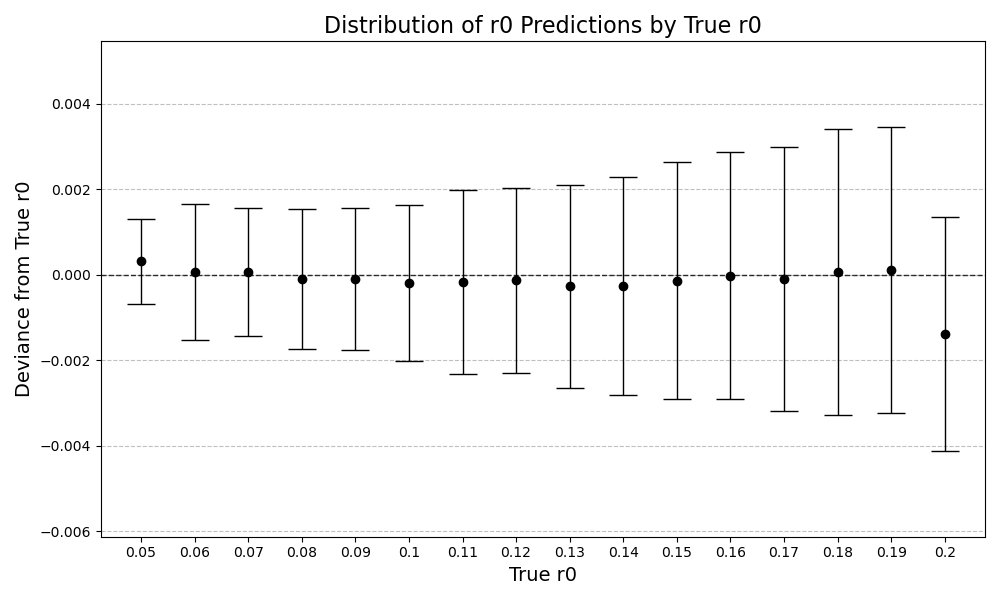 Distribution of r0 Predictions by True r0
Deviance from True r0
0.004
0.002
0.000
−0.002
−0.004
−0.006
0.05 0.06 0.07 0.08 0.09 0.1 0.11 0.12 0.13 0.14 0.15 0.16 0.17 0.18 0.19 0.2
True r0